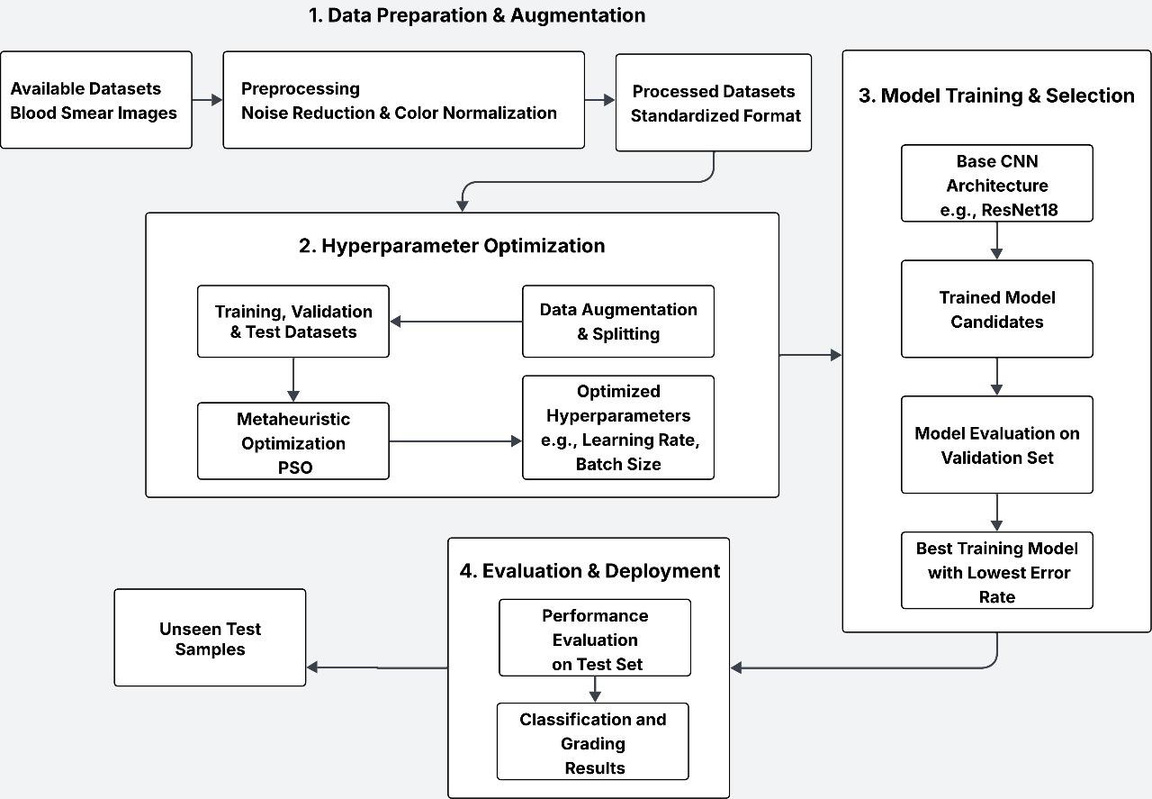 1. Data Preparation & Augmentation
Available Datasets
Blood Smear Images
Preprocessing
Noise Reduction & Color Normalization
Processed Datasets
Standardized Format
2. Hyperparameter Optimization
Data Augmentation
& Splitting
Training, Validation
& Test Datasets
Metaheuristic
Optimization
PSO
Optimized
Hyperparameters
e.g., Learning Rate,
Batch Size
3. Model Training & Selection
Base CNN
Architecture
e.g., ResNet18
Trained Model
Candidates
Model Evaluation on
Validation Set
Best Training Model
with Lowest Error
Rate
4. Evaluation & Deployment
Performance
Evaluation
on Test Set
Classification and
Grading
Results
Unseen Test
Samples